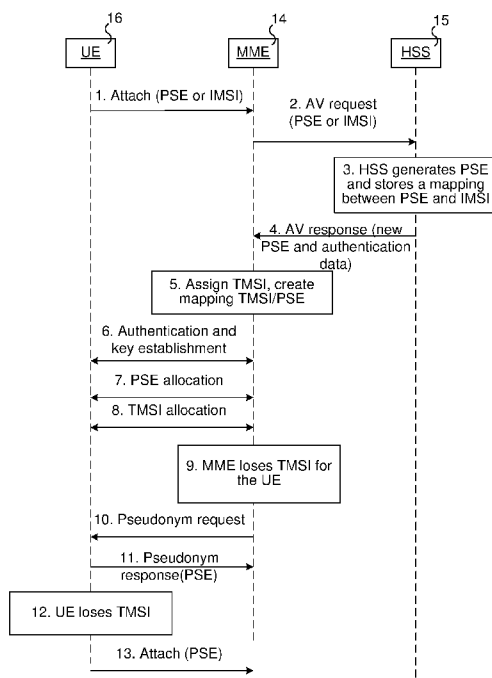 16
14
15
UE
MME
HSS
1. Attach (PSE or IMSI)
2. AV request
(PSE or IMSI)
3. HSS generates PSE
and stores a mapping
between PSE and IMSI
4. AV response (new
PSE and authentication
data)
5. Assign TMSI, create
mapping TMSI/PSE
6. Authentication and
key establishment
7. PSE allocation
8. TMSI allocation
9. MME loses TMSI for
the UE
10. Pseudonym request
11. Pseudonym
response(PSE)
12. UE loses TMSI
13. Attach (PSE)